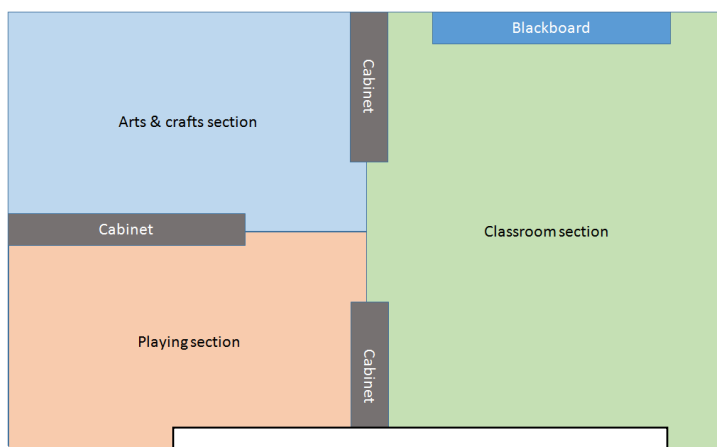 Blackboard
Cabinet
Arts & crafts section
Cabinet
Classroom section
Playing section
Cabinet